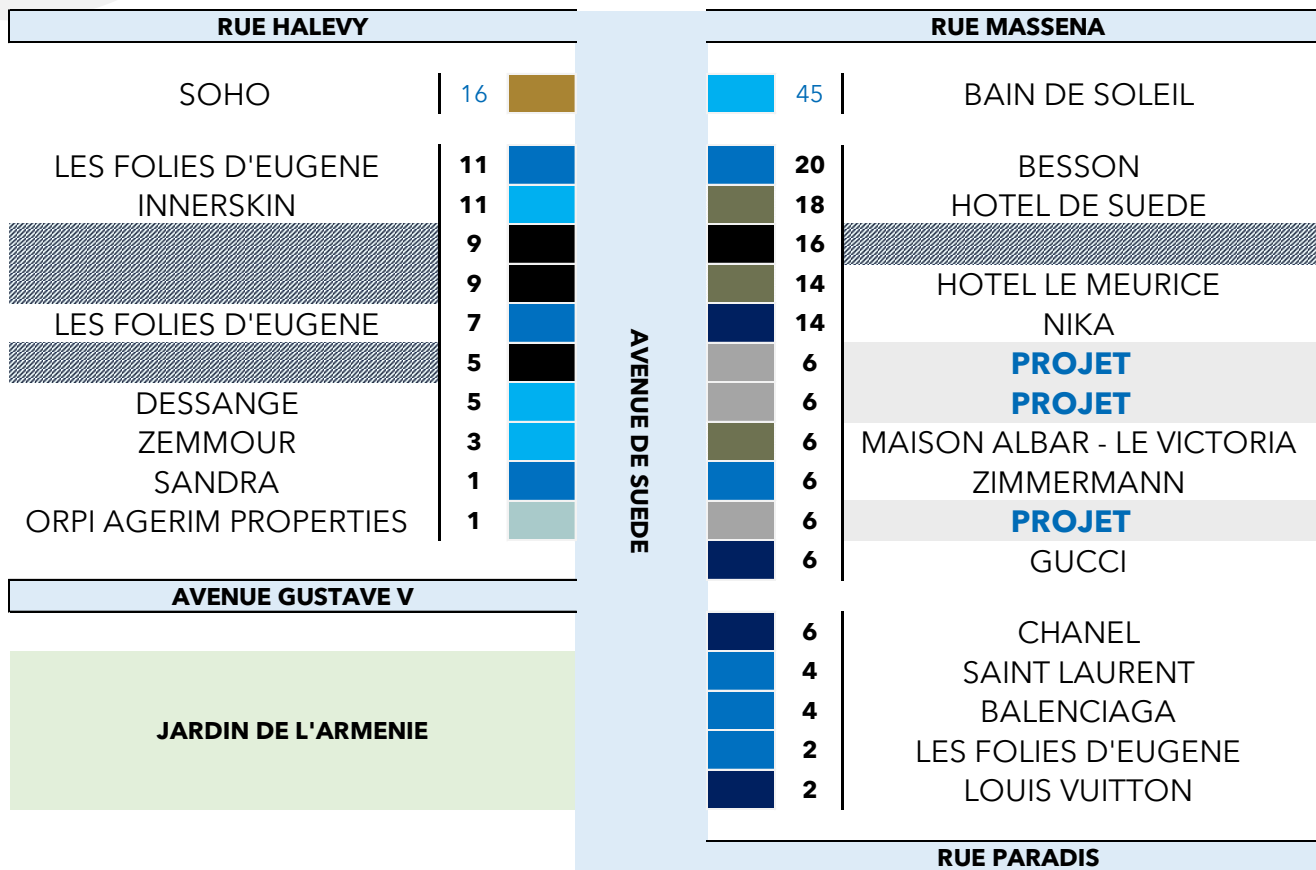 RUE HALEVY
RUE MASSENA
SOHO 16
45 BAIN DE SOLEIL
LES FOLIES D'EUGENE 11
20 BESSON
INNERSKIN 11
18 HOTEL DE SUEDE
9
16
9
14 HOTEL LE MEURICE
LES FOLIES D'EUGENE 7
14 NIKA
5
6 PROJET
DESSANGE 5
6 PROJET
ZEMMOUR 3
6 MAISON ALBAR - LE VICTORIA
SANDRA 1
6 ZIMMERMANN
ORPI AGERIM PROPERTIES 1
6 PROJET
6 GUCCI
AVENUE DE SUEDE
AVENUE GUSTAVE V
6 CHANEL
4 SAINT LAURENT
JARDIN DE L'ARMENIE
4 BALENCIAGA
2 LES FOLIES D'EUGENE
2 LOUIS VUITTON
RUE PARADIS